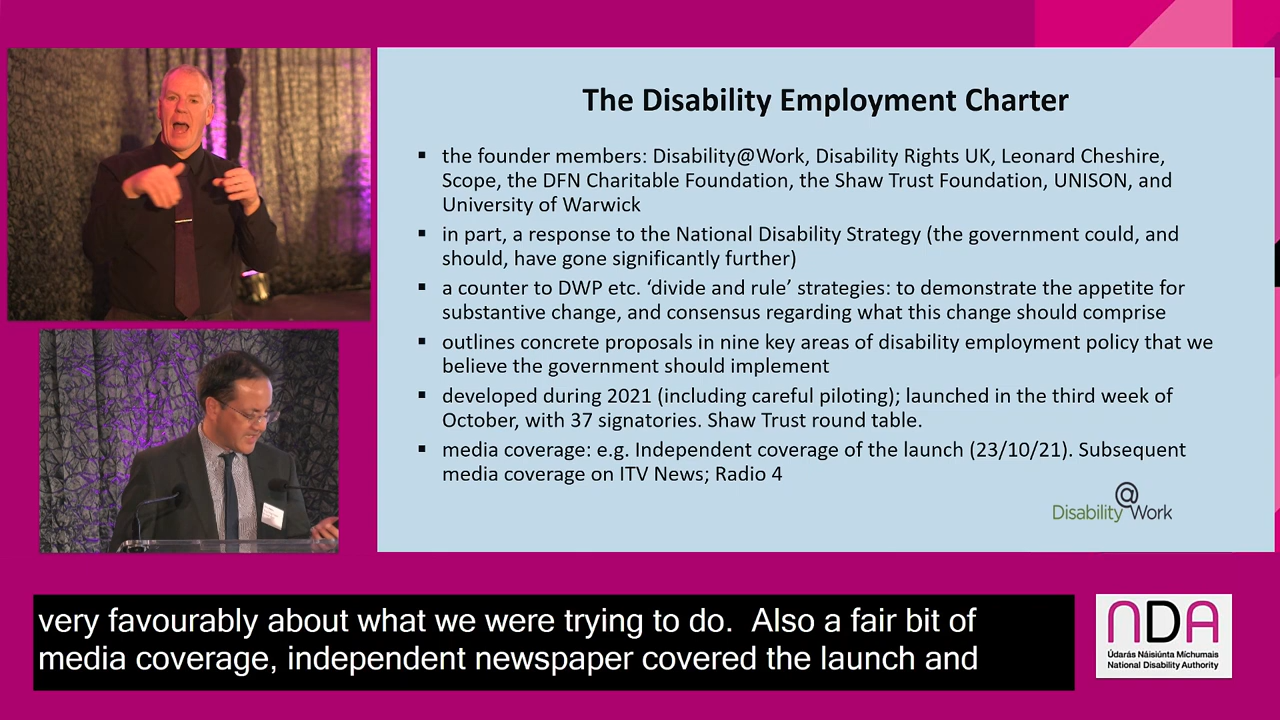 The Disability Employment Charter
▪ the founder members: Disability@Work, Disability Rights UK, Leonard Cheshire,
Scope, the DFN Charitable Foundation, the Shaw Trust Foundation, UNISON, and
University of Warwick
▪ in part, a response to the National Disability Strategy (the government could, and
should, have gone significantly further)
▪ a counter to DWP etc. ‘divide and rule’ strategies: to demonstrate the appetite for
substantive change, and consensus regarding what this change should comprise
▪ outlines concrete proposals in nine key areas of disability employment policy that we
believe the government should implement
▪ developed during 2021 (including careful piloting); launched in the third week of
October, with 37 signatories. Shaw Trust round table.
▪ media coverage: e.g. Independent coverage of the launch (23/10/21). Subsequent
media coverage on ITV News; Radio 4
Disability@Work
very favourably about what we were trying to do.  Also a fair bit of
media coverage, independent newspaper covered the launch and
NDA
Údarás Náisiúnta Míchumais
National Disability Authority